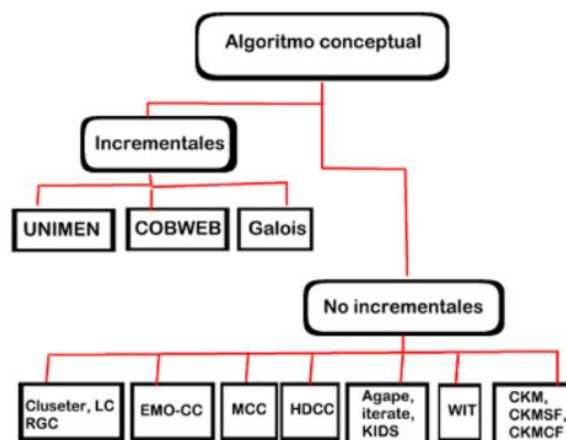 Algoritmo conceptual
Incrementales
UNIMEN
COBWEB
Galois
No incrementales
Cluseter, LC
RGC
EMO-CC
MCC
HDCC
Agape,
iterate,
KIDS
WIT
CKM,
CKMSF,
CKMCF